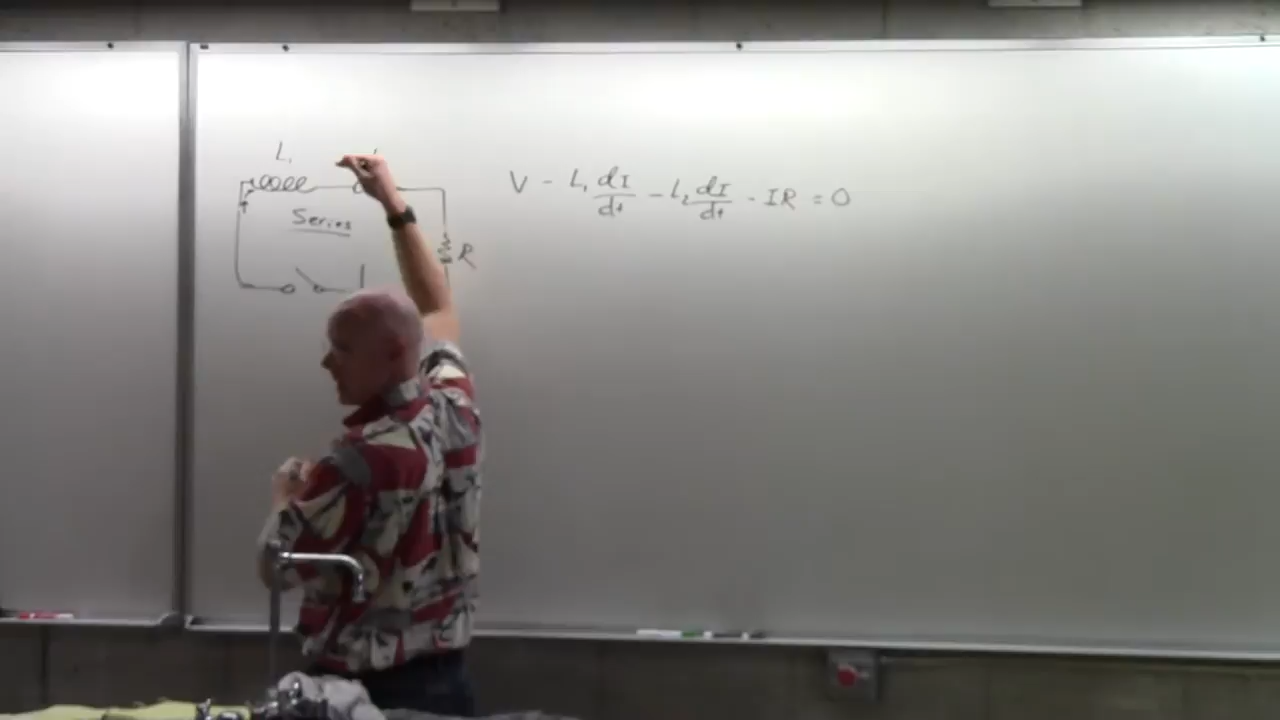 L₁
V - L₁ dI/dt - L₂ dI/dt - IR = 0
Series
R